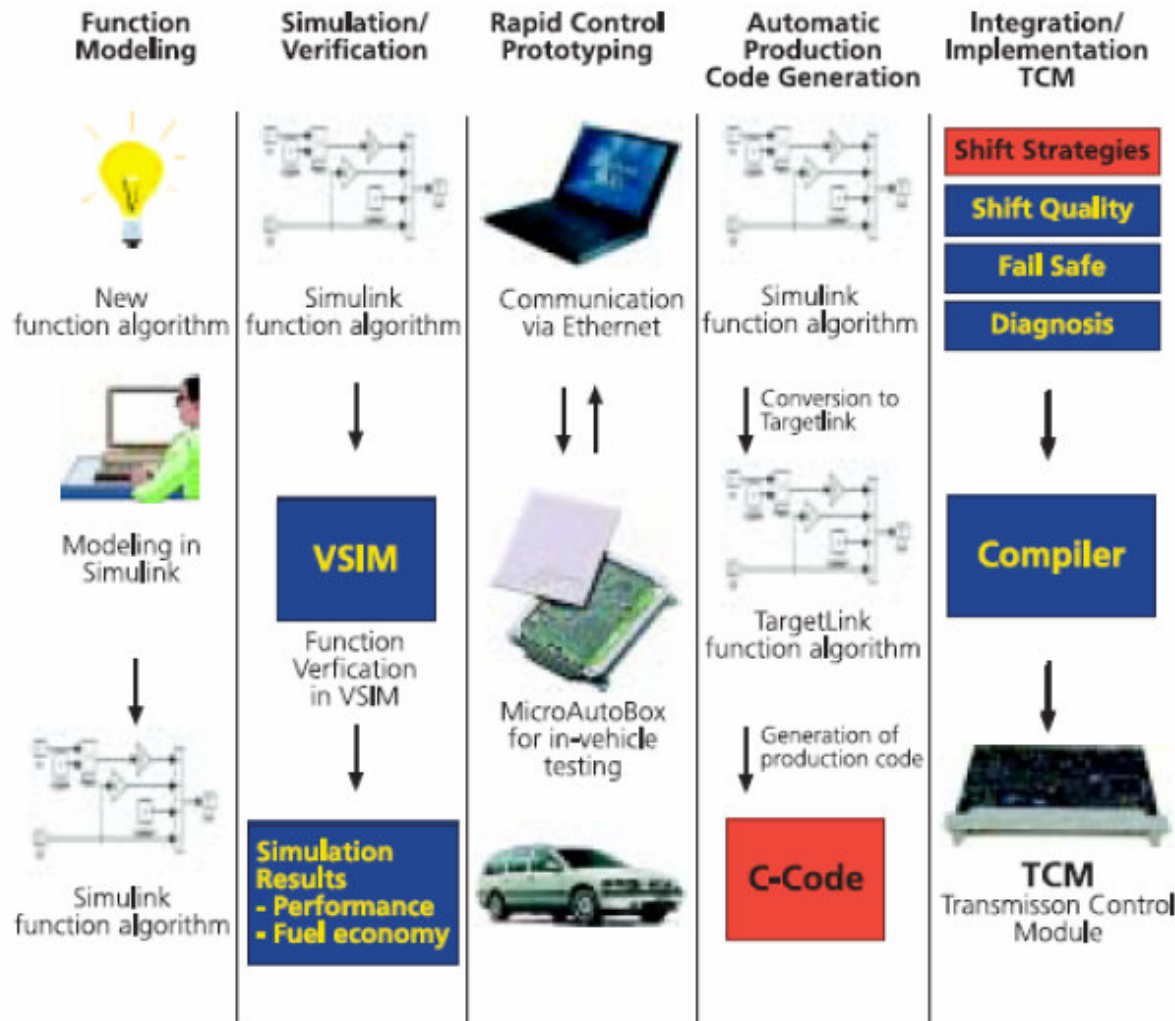 Function
Modeling
New
function algorithm
Modeling in
Simulink
Simulink
function algorithm
Simulation/
Verification
Simulink
function algorithm
VSIM
Function
Verfication
in VSIM
Simulation
Results
- Performance
- Fuel economy
Rapid Control
Prototyping
Communication
via Ethernet
MicroAutoBox
for in-vehicle
testing
Automatic
Production
Code Generation
Simulink
function algorithm
Conversion to
Targetlink
TargetLink
function algorithm
Generation of
production code
C-Code
Integration/
Implementation
TCM
Shift Strategies
Shift Quality
Fail Safe
Diagnosis
Compiler
TCM
Transmisson Control
Module